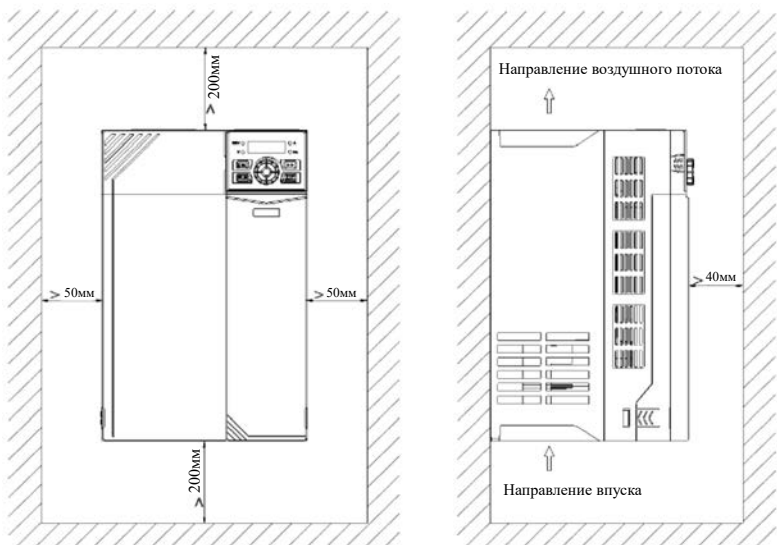 > 200мм
> 50мм
> 50мм
> 200мм
Направление воздушного потока
> 40мм
Направление впуска